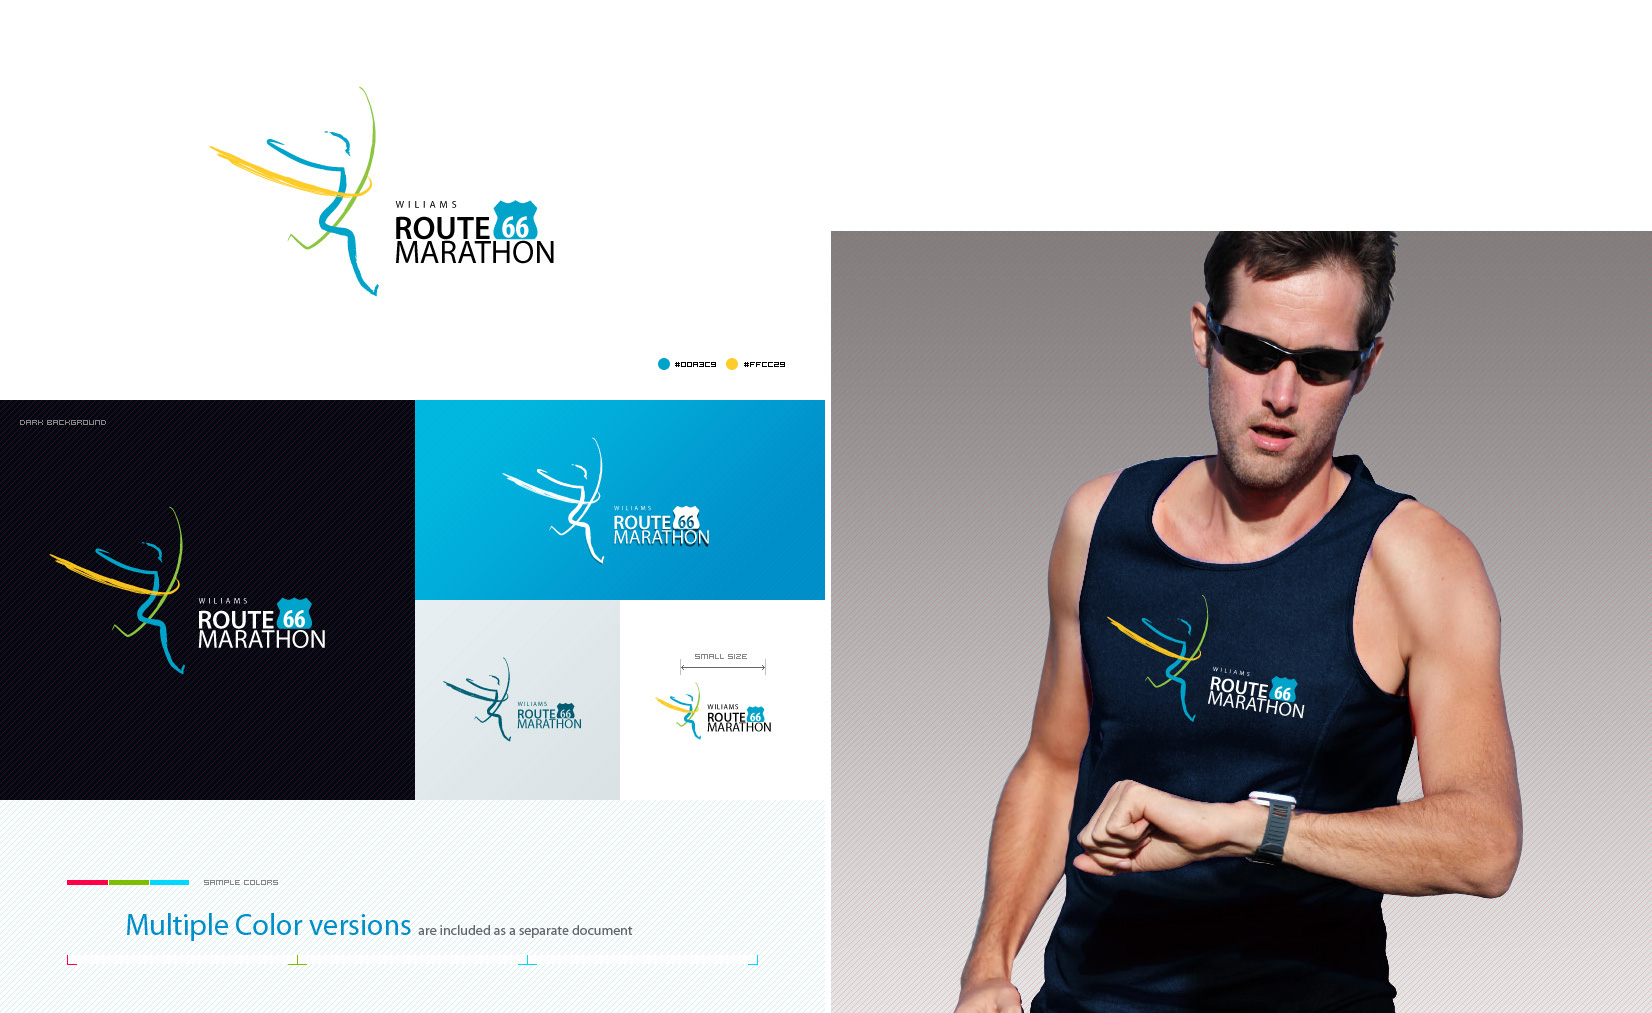 WILIAMS
ROUTE 66
MARATHON
#00A3C9 #FFCC29
DARK BACKGROUND
WILIAMS
ROUTE 66
MARATHON
WILIAMS
ROUTE 66
MARATHON
WILIAMS
ROUTE 66
MARATHON
SMALL SIZE
WILIAMS
ROUTE 66
MARATHON
SAMPLE COLORS
Multiple Color versions are included as a separate document
WILIAMS
ROUTE 66
MARATHON